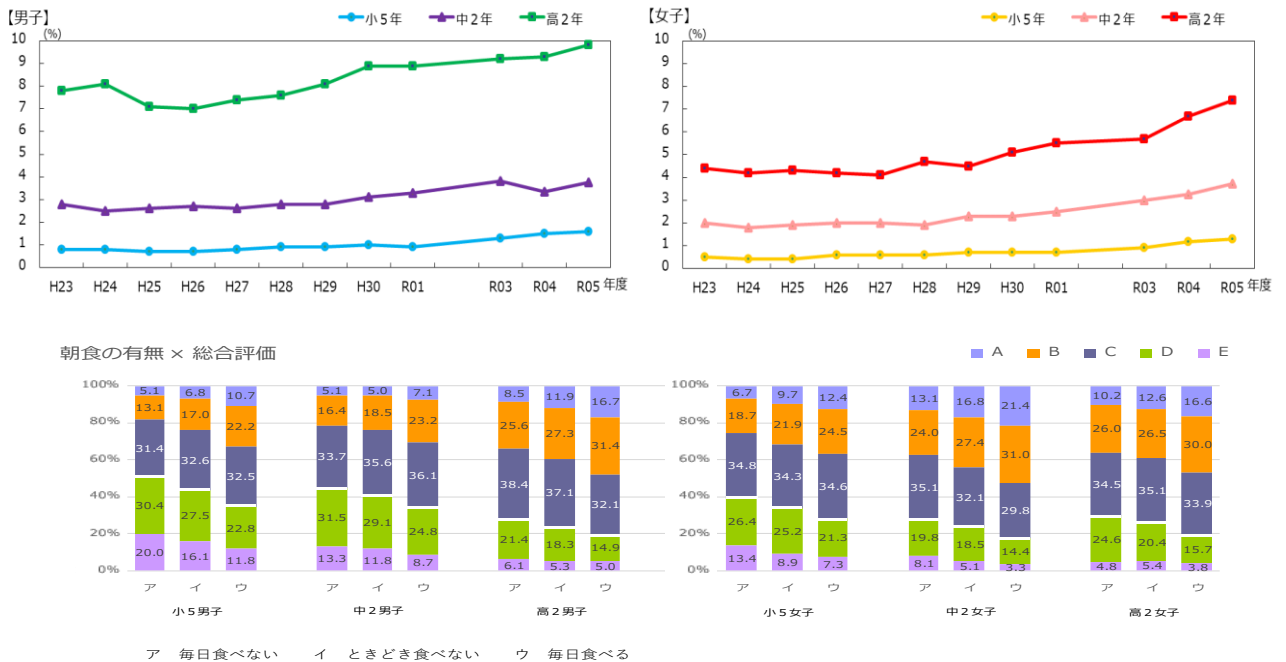 【男子】 小5年 中2年 高2年
(%)
10
9
8
7
6
5
4
3
2
1
0
H23 H24 H25 H26 H27 H28 H29 H30 R01 R03 R04 R05 年度
【女子】 小5年 中2年 高2年
(%)
10
9
8
7
6
5
4
3
2
1
0
H23 H24 H25 H26 H27 H28 H29 H30 R01 R03 R04 R05 年度
朝食の有無 × 総合評価
A B C D E
100% 5.1 6.8 10.7 5.1 5.0 7.1 8.5 11.9 16.7
80% 13.1 17.0 22.2 16.4 18.5 23.2 25.6 27.3 31.4
60% 31.4 32.6 32.5 33.7 35.6 36.1 38.4 37.1 32.1
40% 30.4 27.5 22.8 31.5 29.1 24.8 21.4 18.3 14.9
20% 20.0 16.1 11.8 13.3 11.8 8.7 6.1 5.3 5.0
0%
ア イ ウ ア イ ウ ア イ ウ
小5男子 中2男子 高2男子
100% 6.7 9.7 12.4 13.1 16.8 21.4 10.2 12.6 16.6
80% 18.7 21.9 24.5 24.0 27.4 31.0 26.0 26.5 30.0
60% 34.8 34.3 34.6 35.1 32.1 29.8 34.5 35.1 33.9
40% 26.4 25.2 21.3 19.8 18.5 14.4 24.6 20.4 15.7
20% 13.4 8.9 7.3 8.1 5.1 3.3 4.8 5.4 3.8
0%
ア イ ウ ア イ ウ ア イ ウ
小5女子 中2女子 高2女子
ア 毎日食べない イ ときどき食べない ウ 毎日食べる